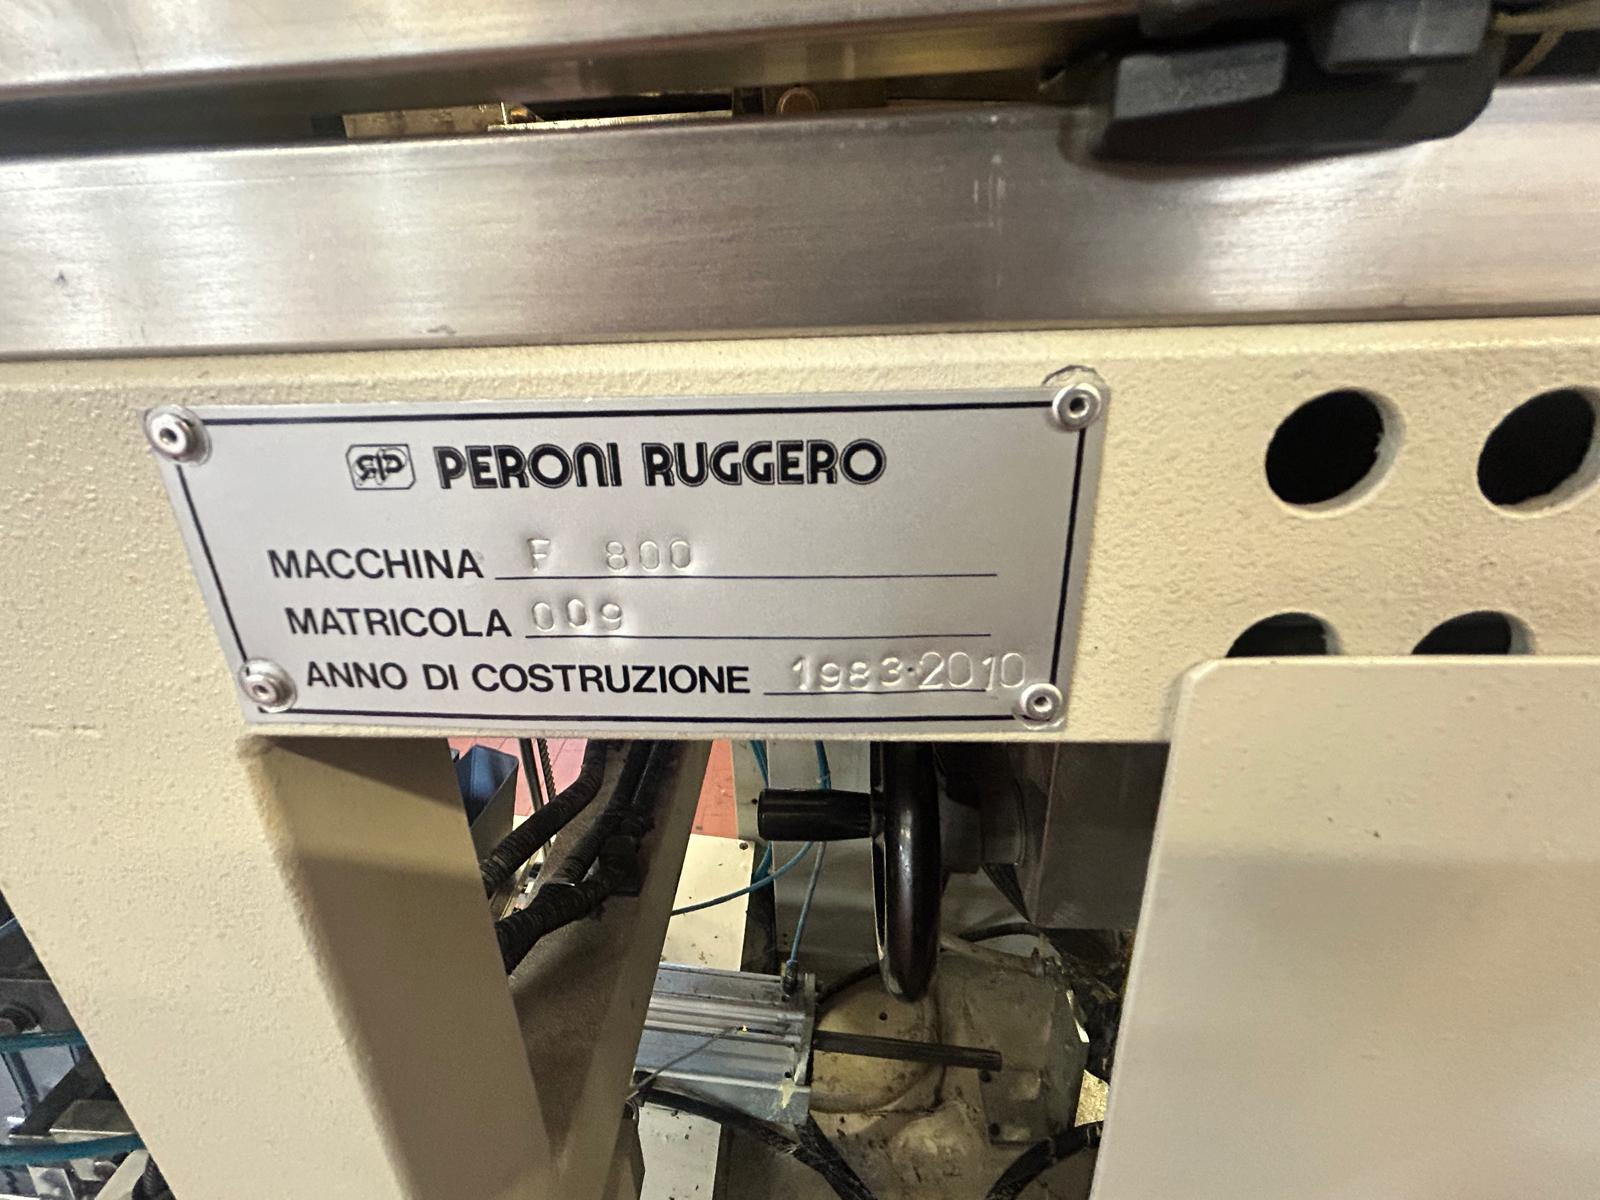 RP PERONI RUGGERO
MACCHINA F 800
MATRICOLA 009
ANNO DI COSTRUZIONE 1983·2010